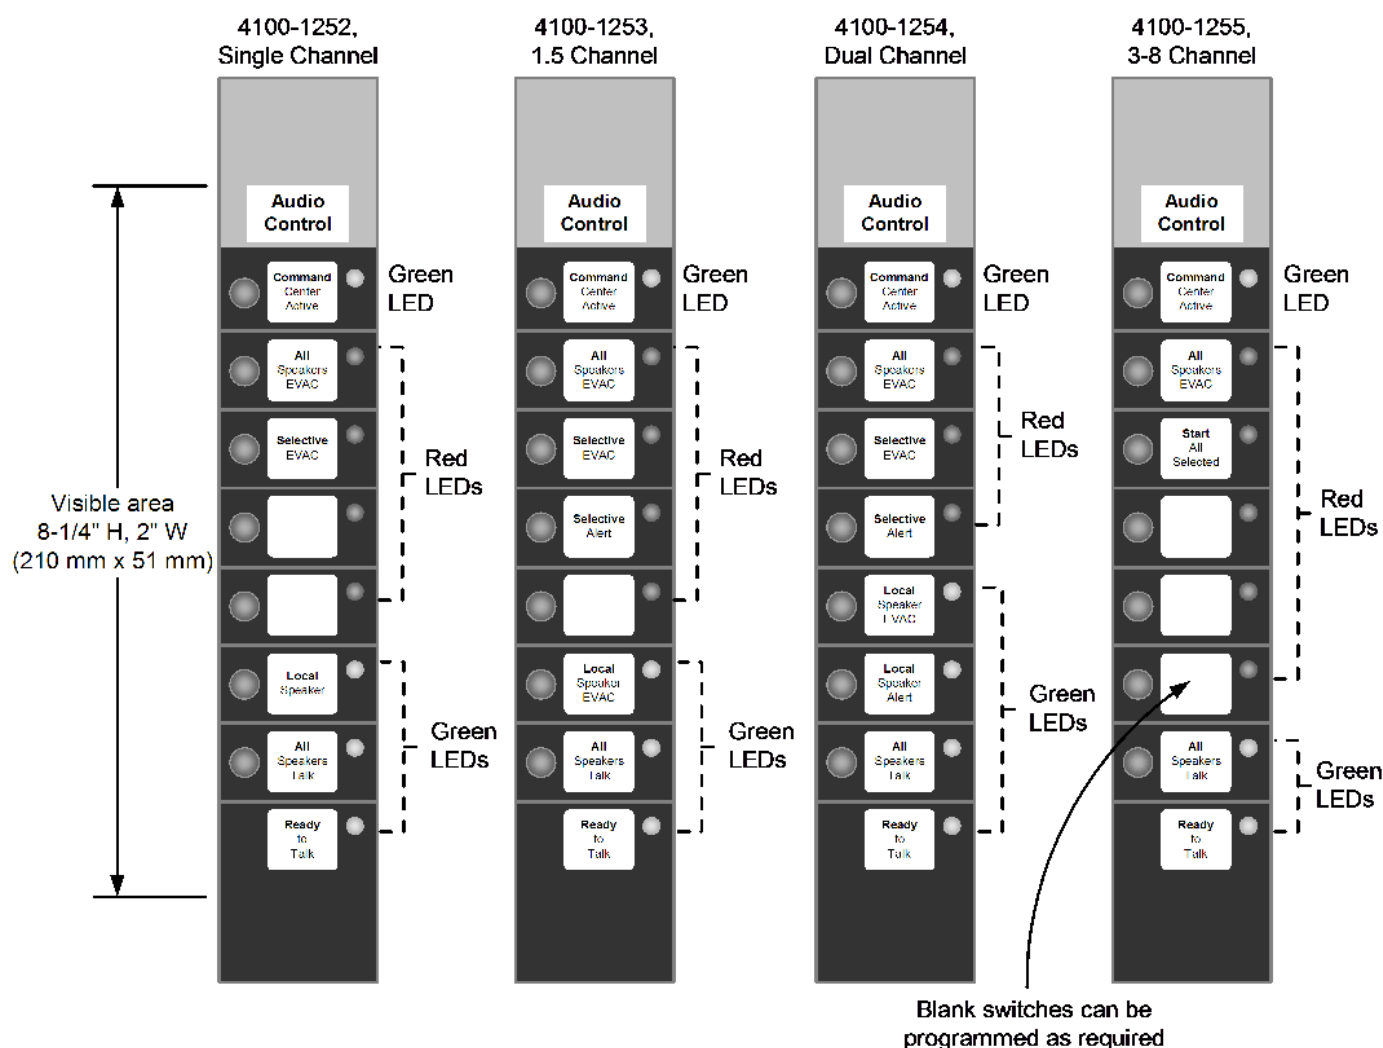 4100-1252,
Single Channel
4100-1253,
1.5 Channel
4100-1254,
Dual Channel
4100-1255,
3-8 Channel
Visible area
8-1/4" H, 2" W
(210 mm x 51 mm)
Audio
Control
Command
Center
Active
Green
LED
All
Speakers
EVAC
Selective
EVAC
Red
LEDs
Local
Speaker
All
Speakers
Talk
Green
LEDs
Ready
to
Talk
Audio
Control
Command
Center
Active
Green
LED
All
Speakers
EVAC
Selective
EVAC
Selective
Alert
Red
LEDs
Local
Speaker
EVAC
All
Speakers
Talk
Green
LEDs
Ready
to
Talk
Audio
Control
Command
Center
Active
Green
LED
All
Speakers
EVAC
Selective
EVAC
Red
LEDs
Selective
Alert
Local
Speaker
EVAC
Local
Speaker
Alert
Green
LEDs
All
Speakers
Talk
Ready
to
Talk
Audio
Control
Command
Center
Active
Green
LED
All
Speakers
EVAC
Start
All
Selected
Red
LEDs
All
Speakers
Talk
Green
LEDs
Ready
to
Talk
Blank switches can be
programmed as required